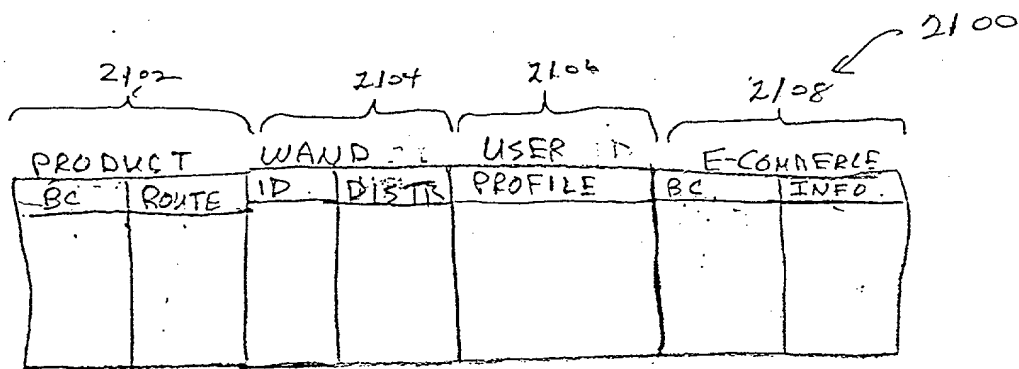 2100
2102 2104 2106 2108
PRODUCT WAND USER E-COMMERCE
BC ROUTE ID DISTR PROFILE BC INFO.